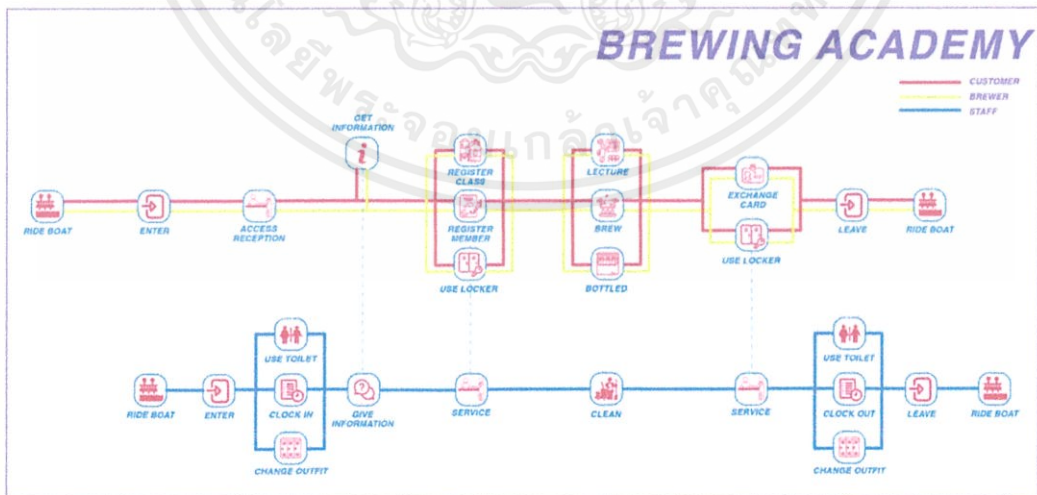 BREWING ACADEMY
CUSTOMER
BREWER
STAFF
GET
INFORMATION
REGISTER
CLASS
LECTURE
EXCHANGE
CARD
RIDE BOAT
ENTER
ACCESS
RECEPTION
REGISTER
MEMBER
BREW
LEAVE
RIDE BOAT
USE LOCKER
BOTTLED
USE LOCKER
USE TOILET
USE TOILET
RIDE BOAT
ENTER
CLOCK IN
GIVE
INFORMATION
SERVICE
CLEAN
SERVICE
CLOCK OUT
LEAVE
RIDE BOAT
CHANGE OUTFIT
CHANGE OUTFIT